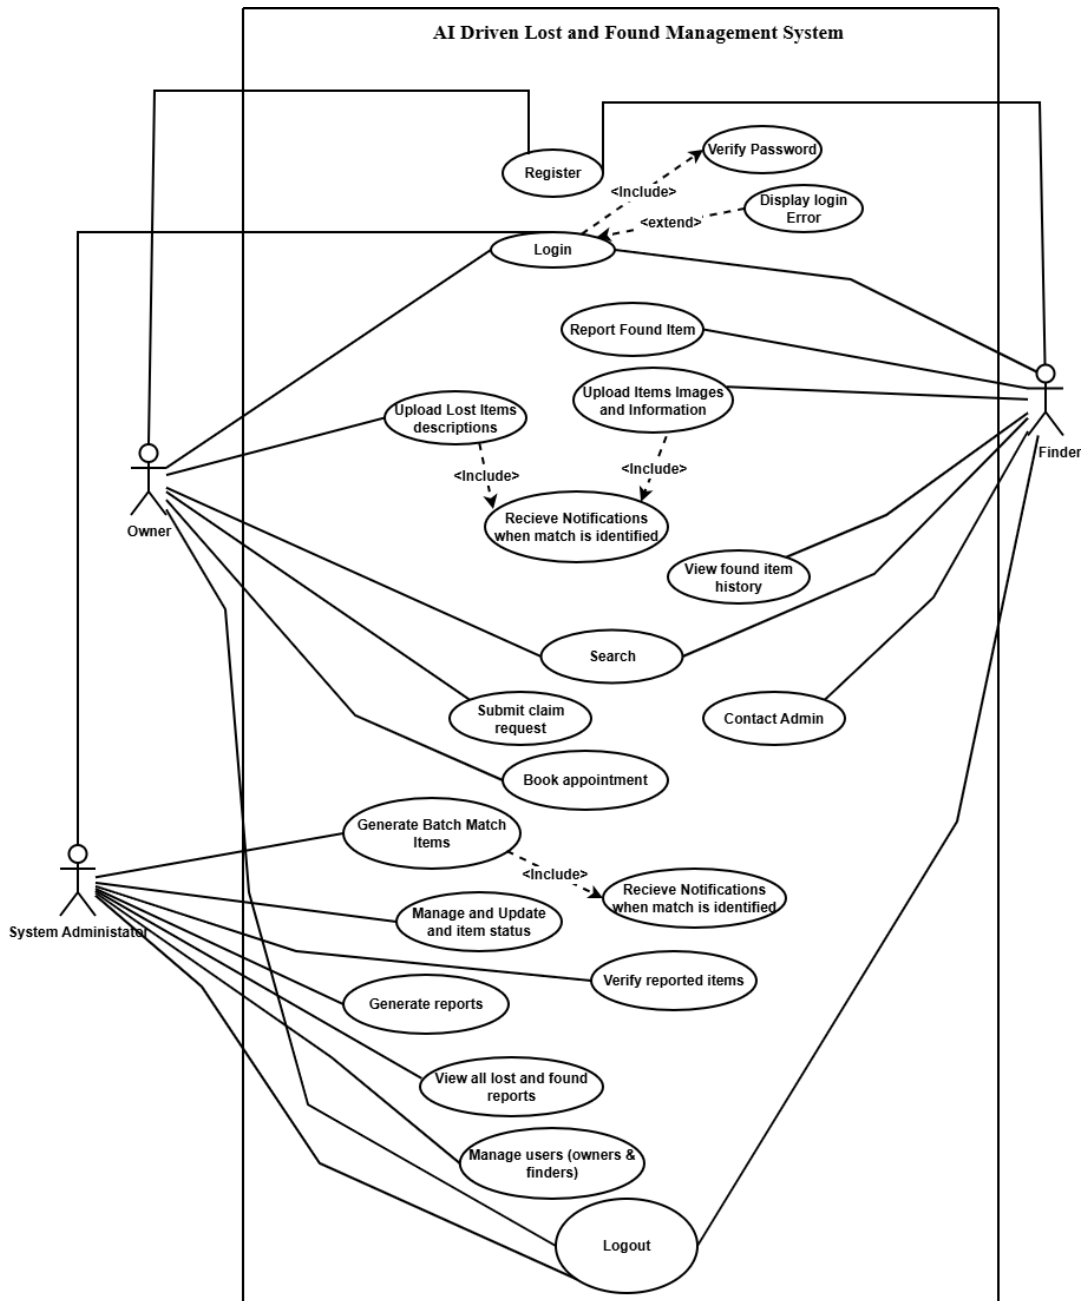 AI Driven Lost and Found Management System
Verify Password
Register
<Include>
Display login
Error
<extend>
Login
Report Found Item
Upload Items Images
and Information
Upload Lost Items
descriptions
Finder
<Include>
<Include>
Owner
Recieve Notifications
when match is identified
View found item
history
Search
Submit claim
request
Contact Admin
Book appointment
Generate Batch Match
Items
<Include>
Recieve Notifications
when match is identified
Manage and Update
and item status
System Administator
Verify reported items
Generate reports
View all lost and found
reports
Manage users (owners &
finders)
Logout